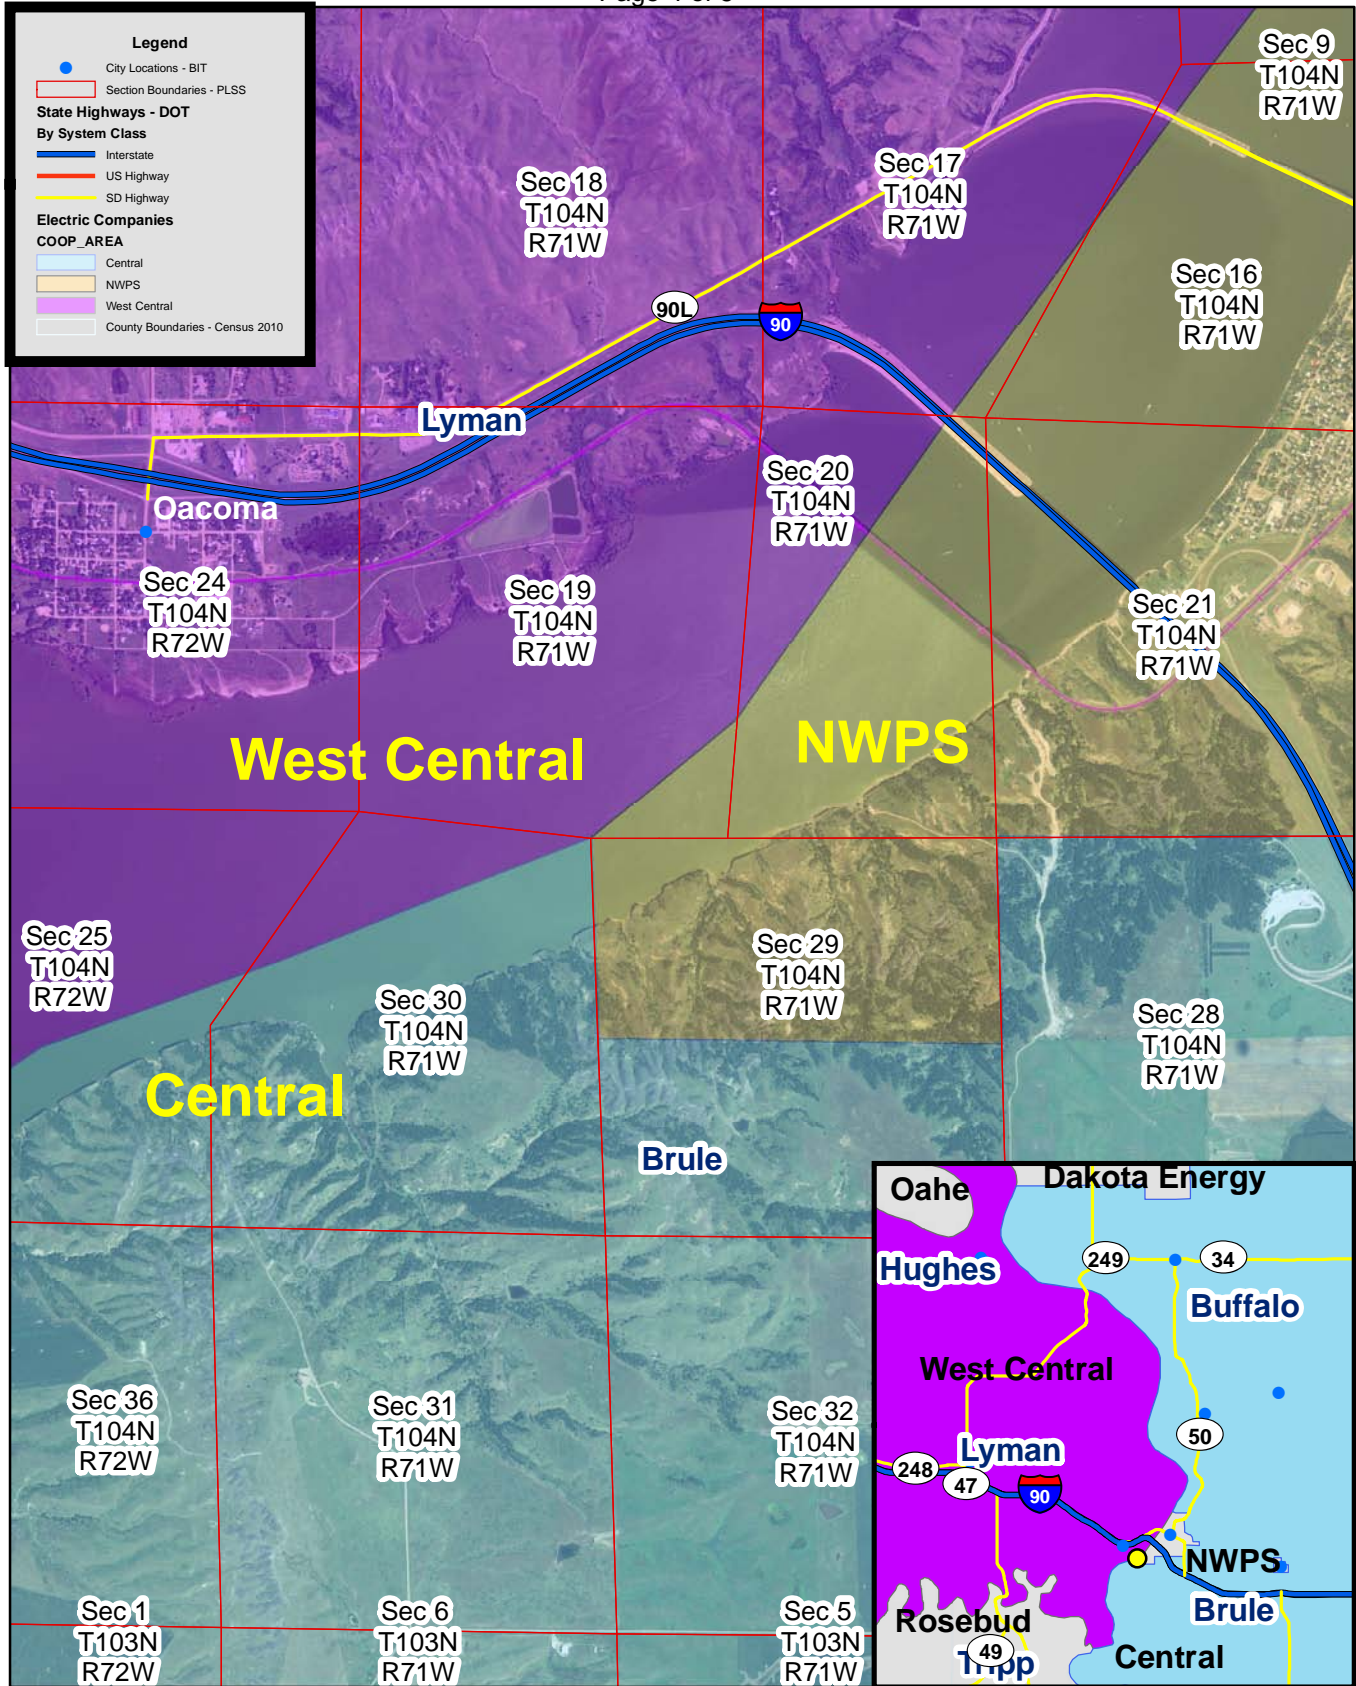 Legend
City Locations - BIT
Section Boundaries - PLSS
State Highways - DOT
By System Class
Interstate
US Highway
SD Highway
Electric Companies
COOP_AREA
Central
NWPS
West Central
County Boundaries - Census 2010
Sec 9
T104N
R71W
Sec 18
T104N
R71W
Sec 17
T104N
R71W
Sec 16
T104N
R71W
90L
90
Lyman
Oacoma
Sec 20
T104N
R71W
Sec 24
T104N
R72W
Sec 19
T104N
R71W
Sec 21
T104N
R71W
West Central
NWPS
Sec 25
T104N
R72W
Sec 30
T104N
R71W
Sec 29
T104N
R71W
Sec 28
T104N
R71W
Central
Brule
Sec 36
T104N
R72W
Sec 31
T104N
R71W
Sec 32
T104N
R71W
Sec 1
T103N
R72W
Sec 6
T103N
R71W
Sec 5
T103N
R71W
Oahe
Dakota Energy
Hughes
249
34
Buffalo
West Central
50
Lyman
248
47
90
NWPS
Brule
Rosebud
49
Tripp
Central